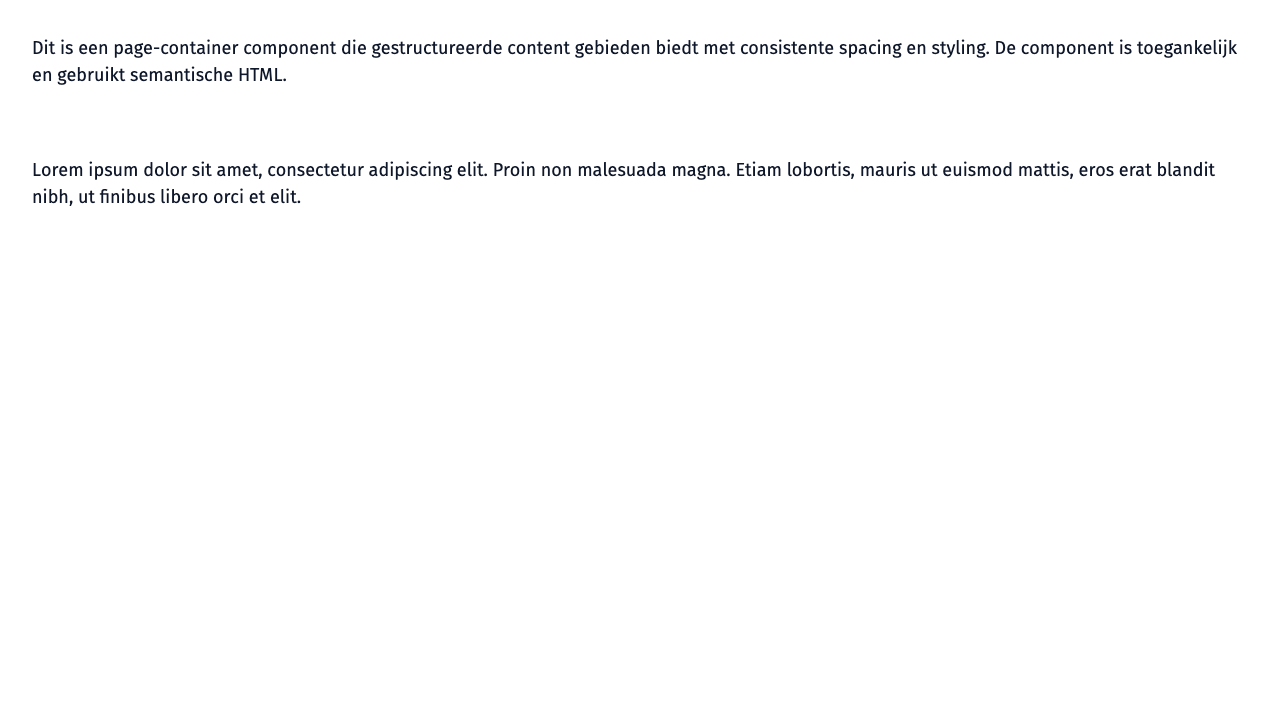 Dit is een page-container component die gestructureerde content gebieden biedt met consistente spacing en styling. De component is toegankelijk
en gebruikt semantische HTML.
Lorem ipsum dolor sit amet, consectetur adipiscing elit. Proin non malesuada magna. Etiam lobortis, mauris ut euismod mattis, eros erat blandit
nibh, ut finibus libero orci et elit.